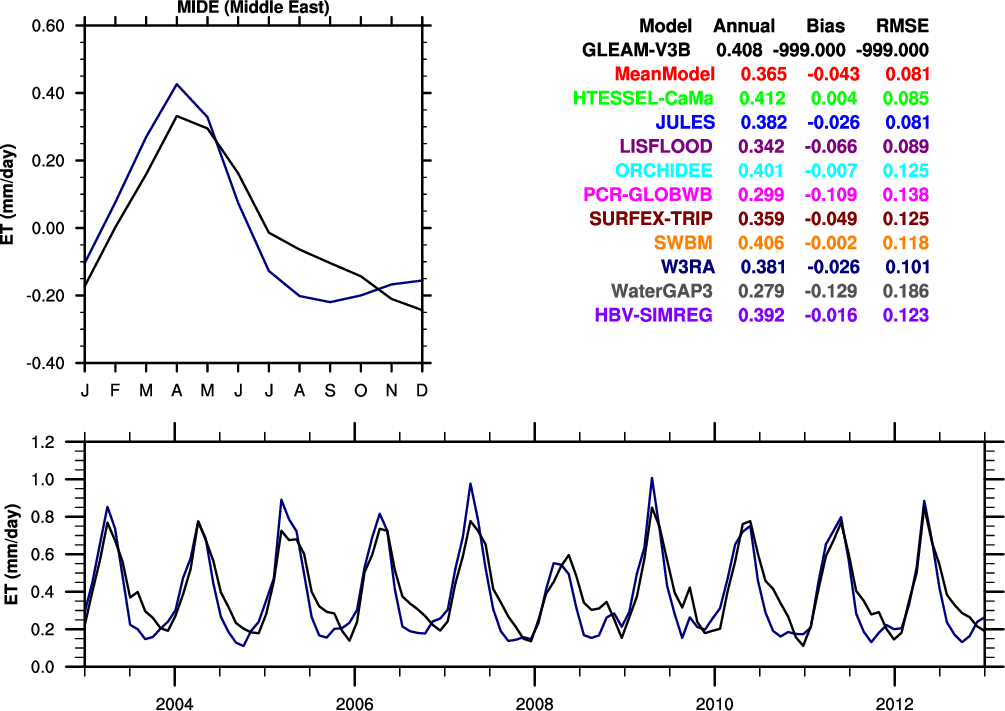 MIDE (Middle East)
0.60
0.40
0.20
0.00
-0.20
-0.40
ET (mm/day)
J F M A M J J A S O N D
Model Annual Bias RMSE
GLEAM-V3B 0.408 -999.000 -999.000
MeanModel 0.365 -0.043 0.081
HTESSEL-CaMa 0.412 0.004 0.085
JULES 0.382 -0.026 0.081
LISFLOOD 0.342 -0.066 0.089
ORCHIDEE 0.401 -0.007 0.125
PCR-GLOBWB 0.299 -0.109 0.138
SURFEX-TRIP 0.359 -0.049 0.125
SWBM 0.406 -0.002 0.118
W3RA 0.381 -0.026 0.101
WaterGAP3 0.279 -0.129 0.186
HBV-SIMREG 0.392 -0.016 0.123
1.2
1.0
0.8
0.6
0.4
0.2
0.0
ET (mm/day)
2004 2006 2008 2010 2012